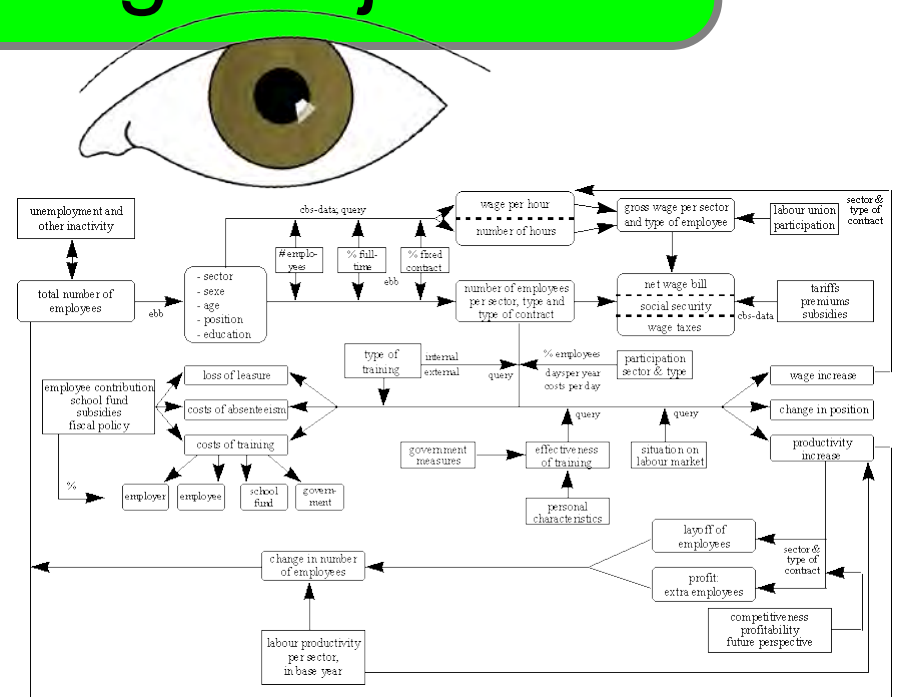 unemployment and
other inactivity
total number of
employees
ebb
- sector
- sexe
- age
- position
- education
cbs-data; query
# emplo-
yees
% full-
time
% fixed
contract
ebb
wage per hour
number of hours
gross wage per sector
and type of employee
labour union
participation
sector &
type of
contract
number of employees
per sector, type and
type of contract
net wage bill
social security
wage taxes
cbs-data
tariffs
premiums
subsidies
type of
training
internal
external
query
% employees
days per year
costs per day
participation
sector & type
employee contribution
school fund
subsidies
fiscal policy
%
loss of leasure
costs of absenteeism
costs of training
employer
employee
school
fund
govern-
ment
wage increase
change in position
productivity
increase
query
query
government
measures
effectiveness
of training
situation on
labour market
personal
characteristics
layoff of
employees
profit:
extra employees
sector &
type of
contract
competitiveness
profitability
future perspective
change in number
of employees
labour productivity
per sector,
in base year